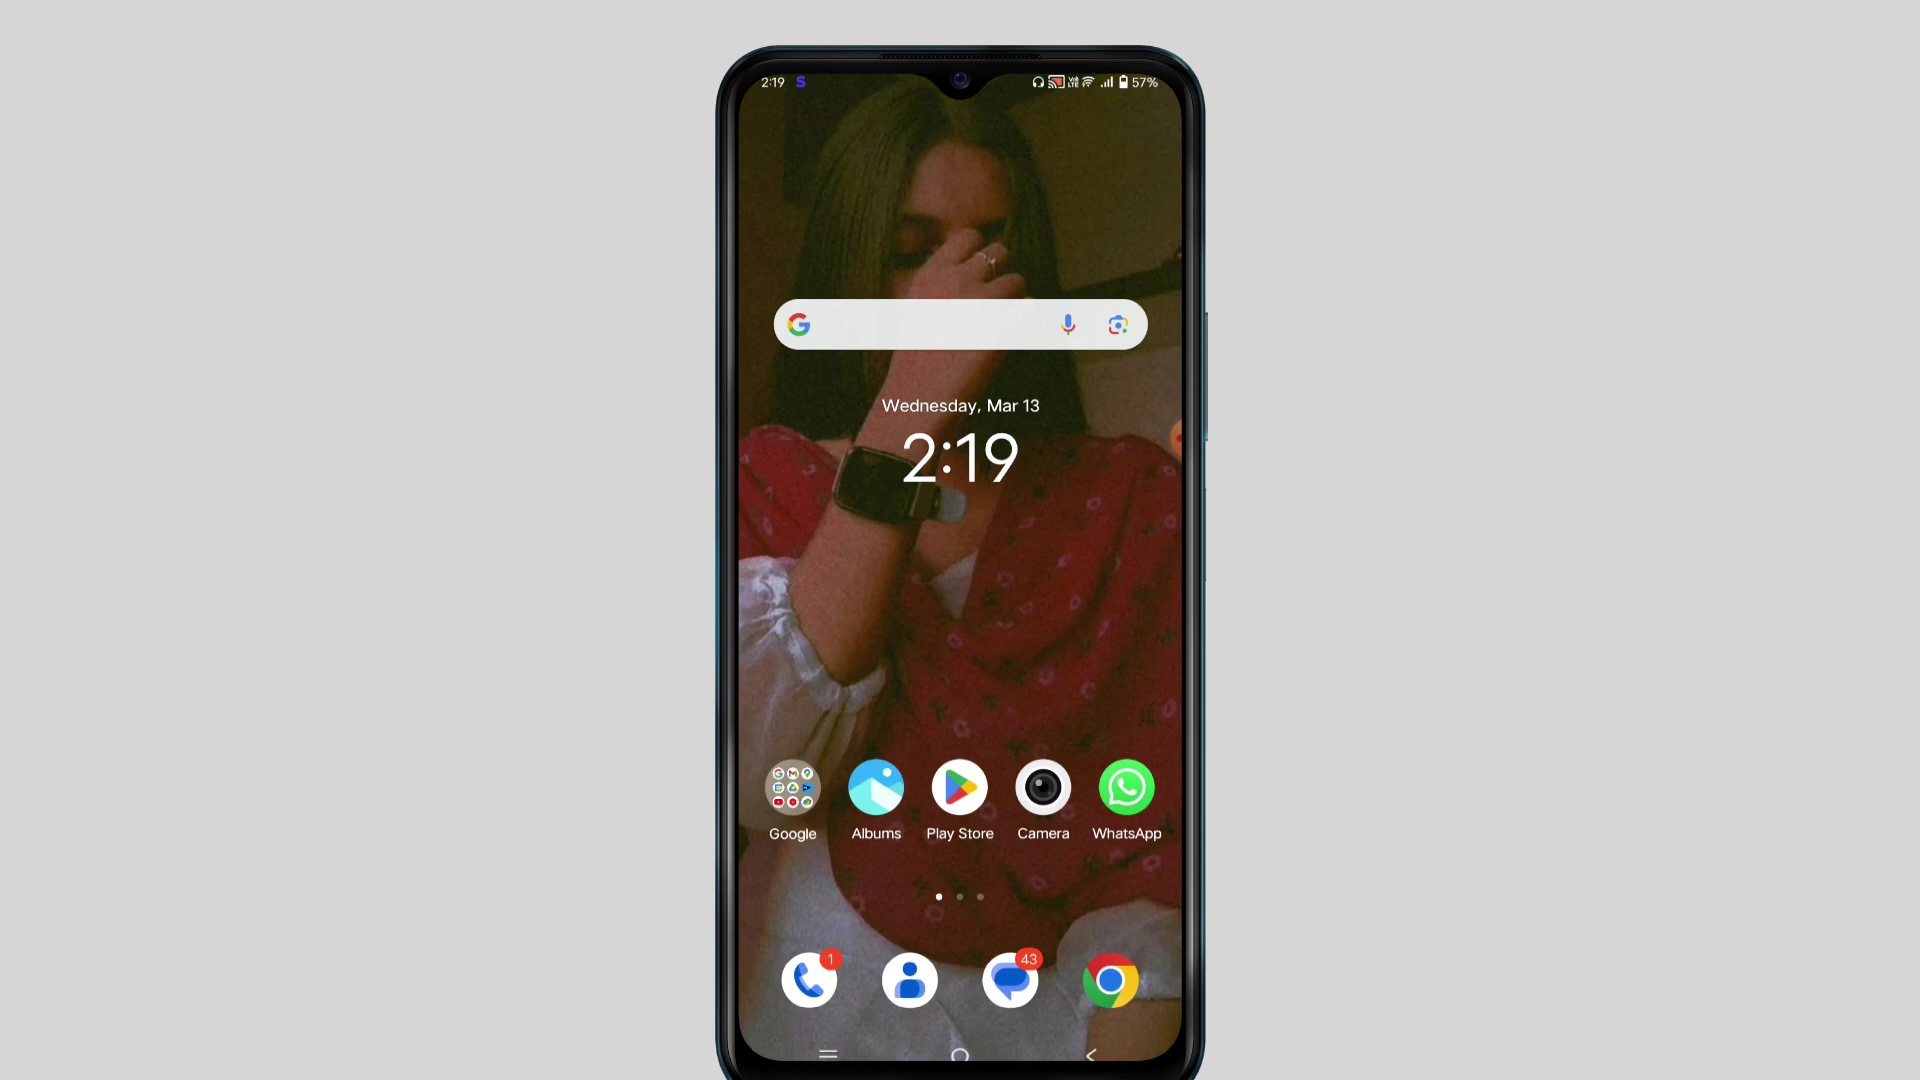 2:19 S 57%
Wednesday, Mar 13
2:19
Google Albums Play Store Camera WhatsApp
1 43